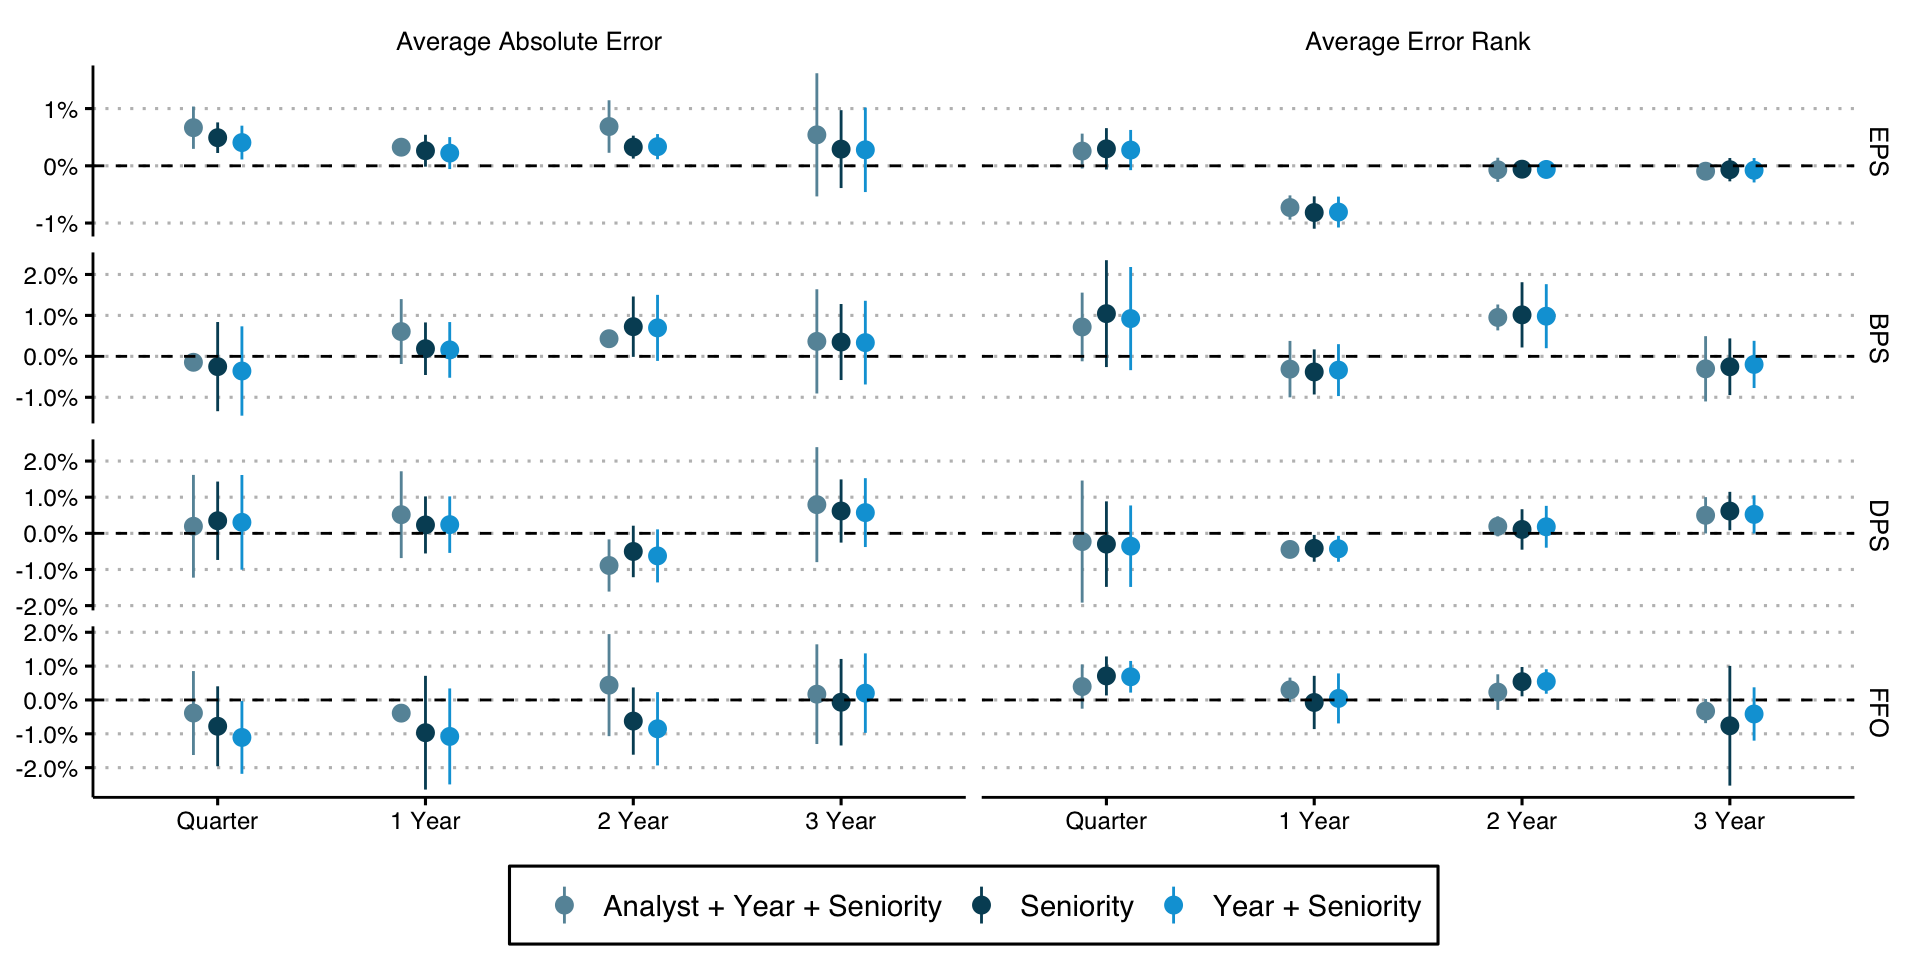 Average Absolute Error
Average Error Rank
1%
0%
-1%
EPS
2.0%
1.0%
0.0%
-1.0%
BPS
2.0%
1.0%
0.0%
-1.0%
-2.0%
DPS
2.0%
1.0%
0.0%
-1.0%
-2.0%
FFO
Quarter 1 Year 2 Year 3 Year
Quarter 1 Year 2 Year 3 Year
Analyst + Year + Seniority Seniority Year + Seniority